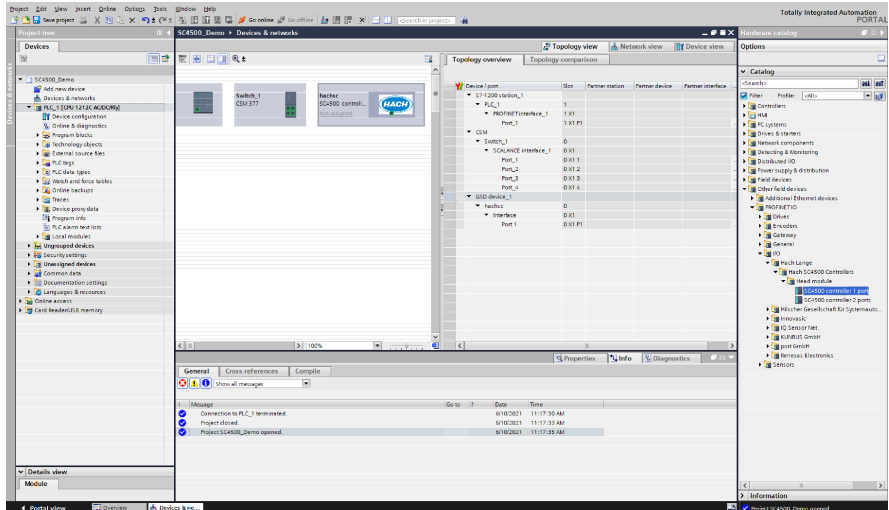 Project Edit View Insert Online Options Tools Window Help
Totally Integrated Automation
PORTAL
Save project
Go online
Go offline
<Search in project>
Project tree
SC4500_Demo ▸ Devices & networks
Hardware catalog
Devices
Topology view
Network view
Device view
Options
Devices & networks
Topology overview
Topology comparison
SC4500_Demo
Add new device
Devices & networks
PLC_1 [CPU 1212C AC/DC/Rly]
Device configuration
Online & diagnostics
Program blocks
Technology objects
External source files
PLC tags
PLC data types
Watch and force tables
Online backups
Traces
Device proxy data
Program info
PLC alarm text lists
Local modules
Ungrouped devices
Security settings
Unassigned devices
Common data
Documentation settings
Languages & resources
Online access
Card Reader/USB memory
Switch_1
CSM 377
hachsc
SC4500 controll...
Not assigned
HACH
100%
Device / port Slot Partner station Partner device Partner interface
S7-1200 station_1
PLC_1 1
PROFINET interface_1 1 X1
Port_1 1 X1 P1
CSM
Switch_1 0
SCALANCE interface_1 0 X1
Port_1 0 X1 1
Port_2 0 X1 2
Port_3 0 X1 3
Port_4 0 X1 4
GSD device_1
hachsc 0
Interface 0 X1
Port 1 0 X1 P1
Catalog
<Search>
Filter Profile: <All>
Controllers
HMI
PC systems
Drives & starters
Network components
Detecting & Monitoring
Distributed I/O
Power supply & distribution
Field devices
Other field devices
Additional Ethernet devices
PROFINET IO
Drives
Encoders
Gateway
General
I/O
Hach Lange
Hach SC4500 Controllers
Head module
SC4500 controller 1 port
SC4500 controller 2 ports
Hilscher Gesellschaft für Systemauto...
Innovasic
IQ Sensor Net
KUNBUS GmbH
port GmbH
Renesas Electronics
Sensors
Information
Properties
Info
Diagnostics
General
Cross-references
Compile
Show all messages
! Message Go to ? Date Time
Connection to PLC_1 terminated. 6/10/2021 11:17:30 AM
Project closed. 6/10/2021 11:17:33 AM
Project SC4500_Demo opened. 6/10/2021 11:17:35 AM
Details view
Module
Portal view
Overview
Devices & ne...
Project SC4500_Demo opened.